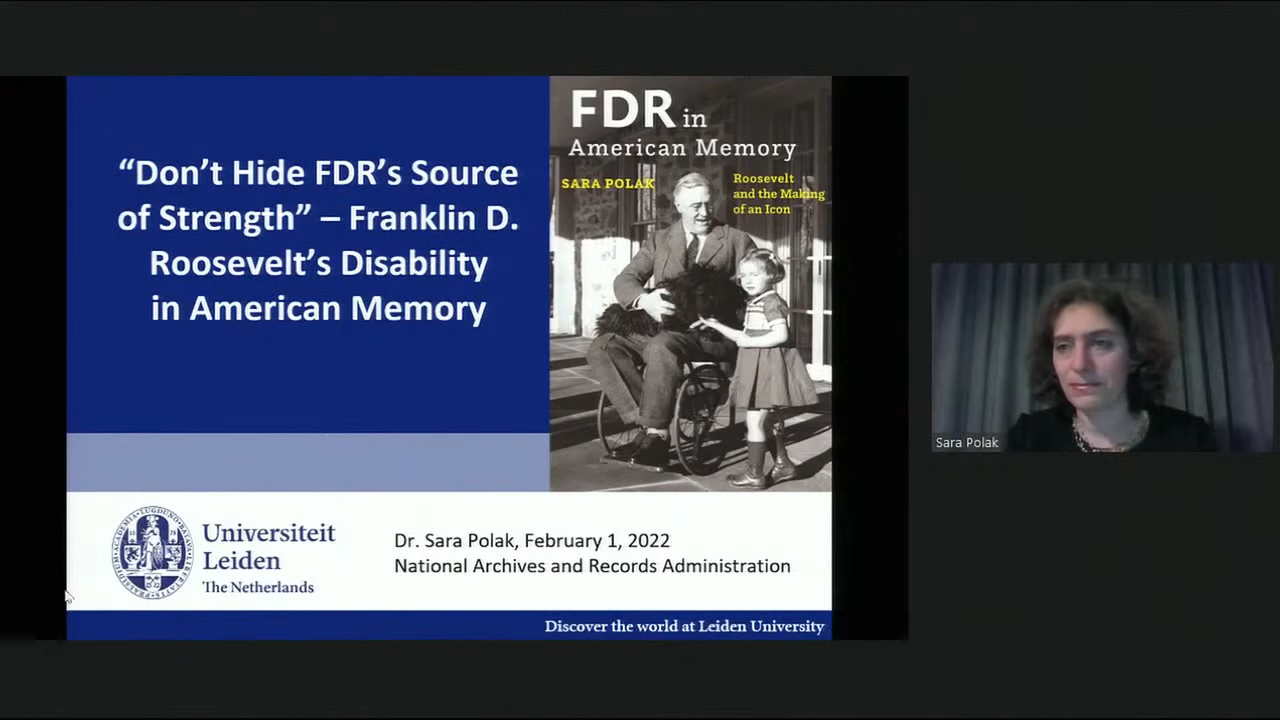 “Don’t Hide FDR’s Source
of Strength” – Franklin D.
Roosevelt’s Disability
in American Memory
FDR in
American Memory
SARA POLAK
Roosevelt
and the Making
of an Icon
Universiteit
Leiden
The Netherlands
Dr. Sara Polak, February 1, 2022
National Archives and Records Administration
Discover the world at Leiden University
Sara Polak